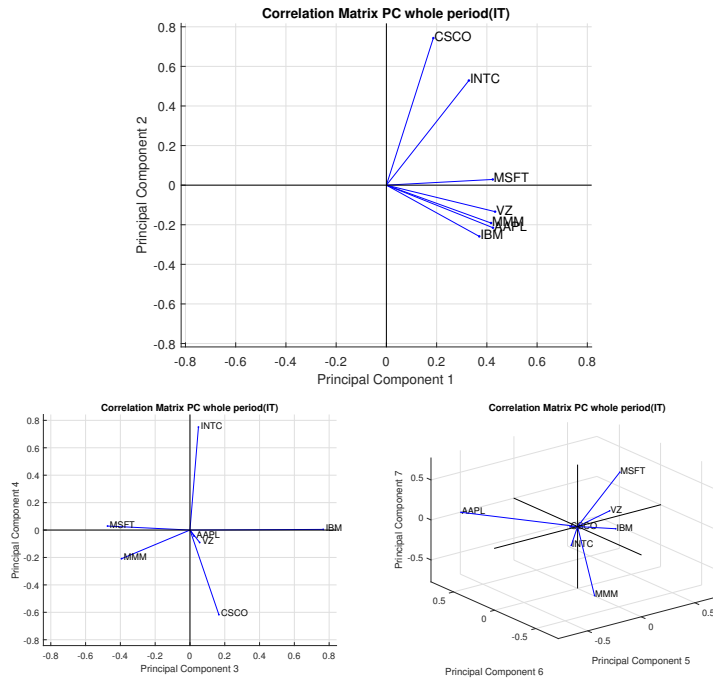 Correlation Matrix PC whole period(IT)
0.8
0.6
0.4
0.2
0
-0.2
-0.4
-0.6
-0.8
Principal Component 2
CSCO
INTC
MSFT
VZ
MMM
AAPL
IBM
-0.8 -0.6 -0.4 -0.2 0 0.2 0.4 0.6 0.8
Principal Component 1
Correlation Matrix PC whole period(IT)
0.8
0.6
0.4
0.2
0
-0.2
-0.4
-0.6
-0.8
Principal Component 4
INTC
MSFT
IBM
AAPL
VZ
MMM
CSCO
-0.8 -0.6 -0.4 -0.2 0 0.2 0.4 0.6 0.8
Principal Component 3
Correlation Matrix PC whole period(IT)
0.5
0
-0.5
Principal Component 7
MSFT
AAPL
VZ
CSCO
IBM
INTC
MMM
0.5
0
-0.5
Principal Component 6
-0.5
0
0.5
Principal Component 5